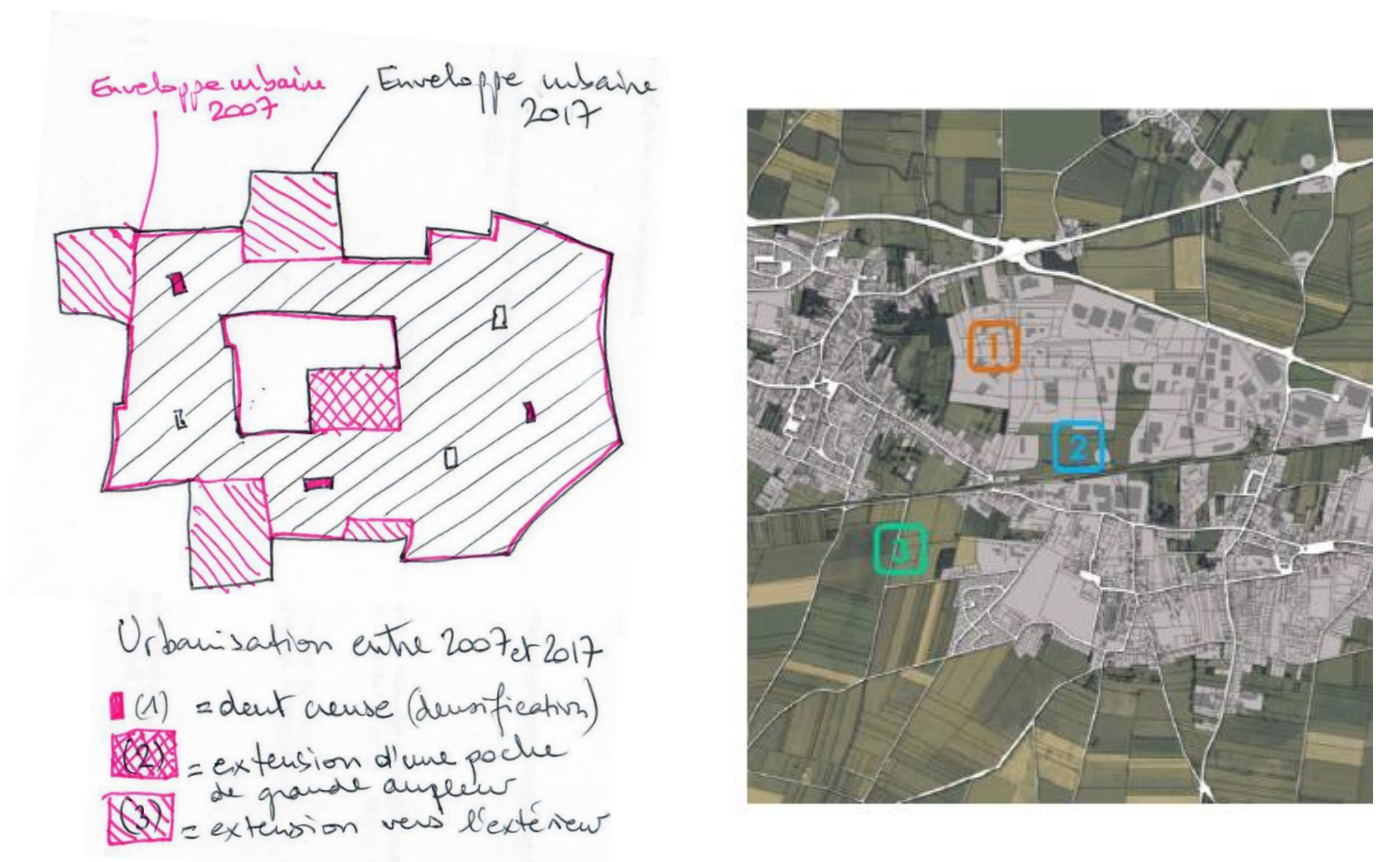 Enveloppe urbaine
2007
Enveloppe urbaine
2017
Urbanisation entre 2007 et 2017
(1) = dent creuse (densification)
(2) = extension d'une poche
de grande ampleur
(3) = extension vers l'extérieur
1
2
3